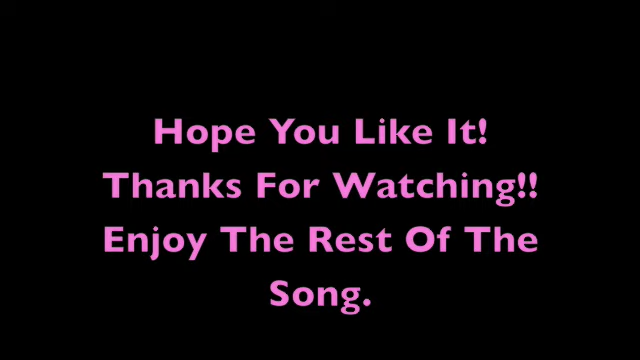 Hope You Like It!
Thanks For Watching!!
Enjoy The Rest Of The
Song.